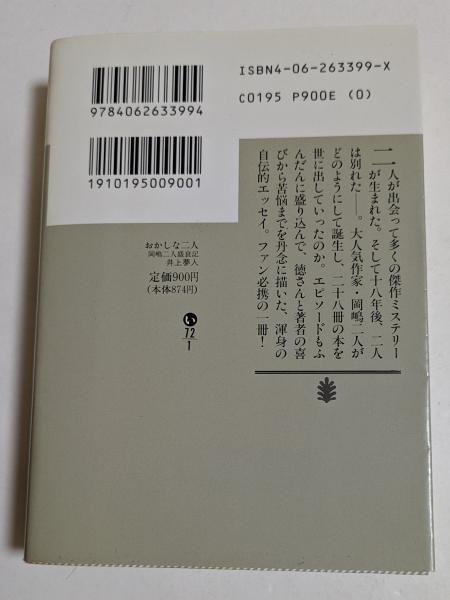 ISBN4-06-263399-X
C0195 P900E (0)
9784062633994
1910195009001
二人が出会って多くの傑作ミステリー
が生まれた。そして十八年後、二人
は別れた――。大人気作家・岡嶋二人が
どのようにして誕生し、二十八冊の本を
世に出していったのか。エピソードもふ
んだんに盛り込んで、徳さんと著者の喜
びから苦悩までを丹念に描いた、渾身の
自伝的エッセイ。ファン必携の一冊！
おかしな二人
岡嶋二人盛衰記
井上夢人
定価900円
(本体874円)
い
72
1